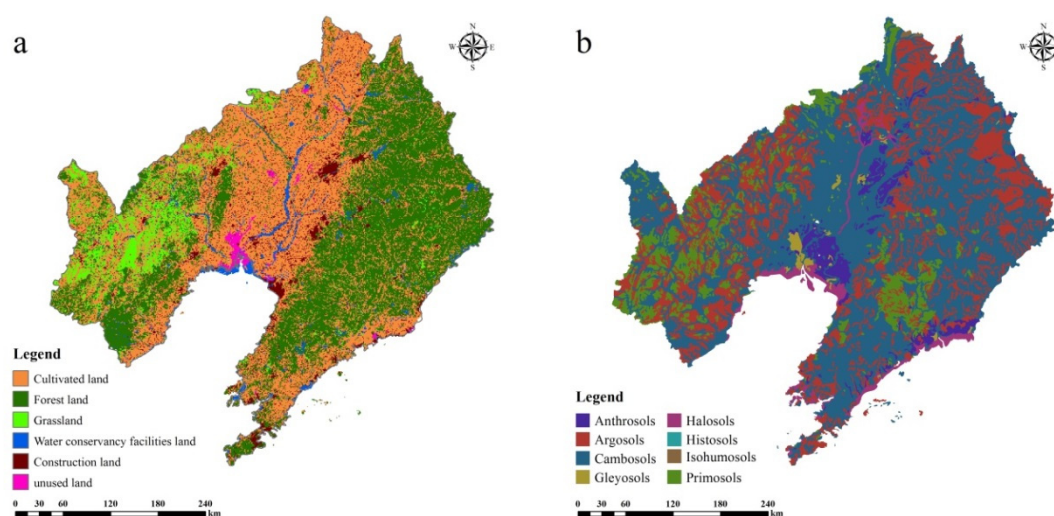 a
N
W E
S
Legend
Cultivated land
Forest land
Grassland
Water conservancy facilities land
Construction land
unused land
0 30 60 120 180 240
km
b
N
W E
S
Legend
Anthrosols
Argosols
Cambosols
Gleyosols
Halosols
Histosols
Isohumosols
Primosols
0 30 60 120 180 240
km